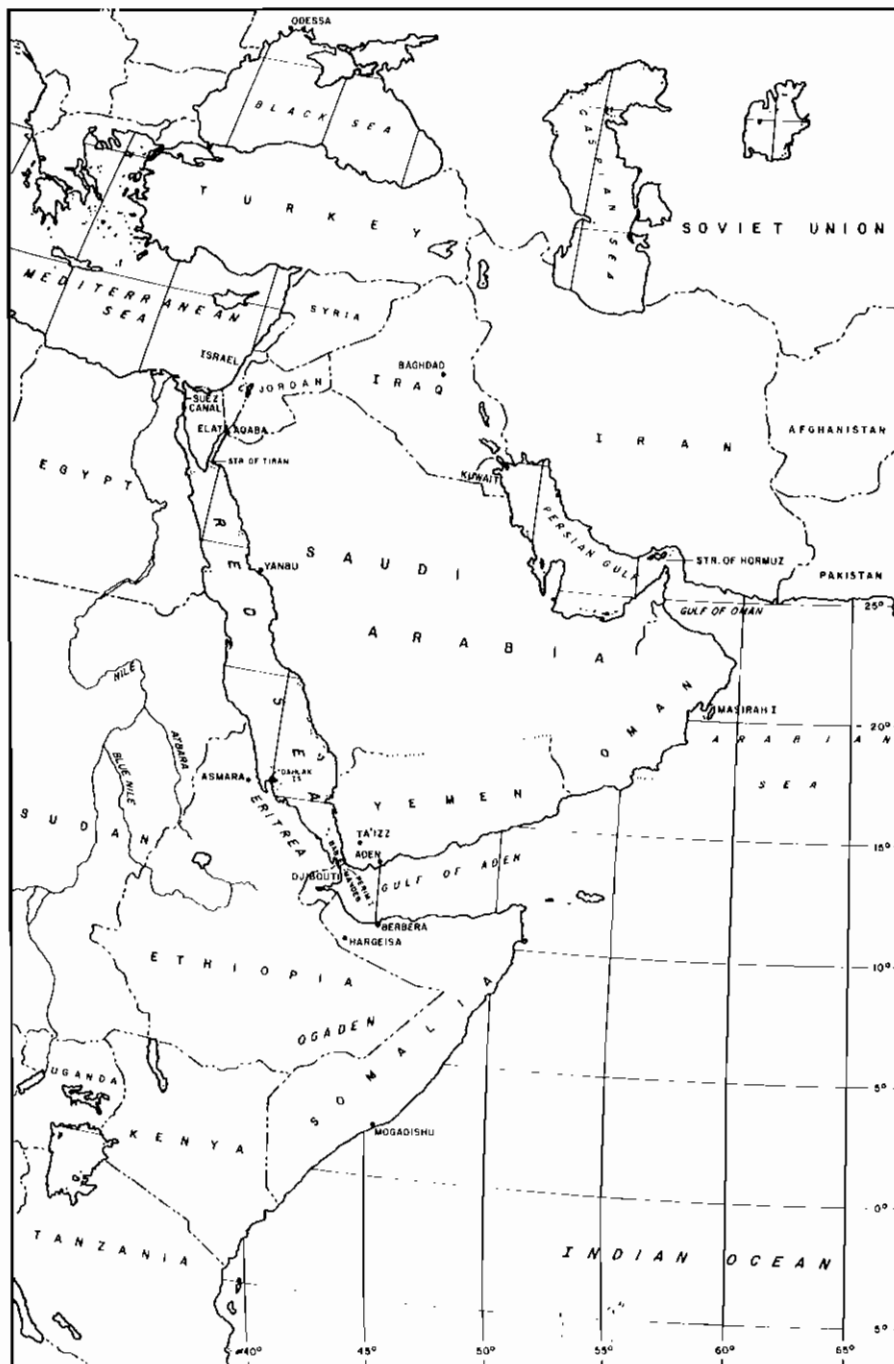 ODESSA
BLACK SEA
CASPIAN SEA
TURKEY
SOVIET UNION
MEDITERRANEAN
SEA
SYRIA
ISRAEL
BAGHDAD
IRAQ
JORDAN
SUEZ
CANAL
ELAT
AQABA
IRAN
AFGHANISTAN
STR. OF TIRAN
EGYPT
KUWAIT
PERSIAN GULF
RED SEA
SAUDI
ARABIA
YANBU
STR. OF HORMUZ
PAKISTAN
GULF OF OMAN
25°
NILE
OMAN
MASIRAH I
20°
ARABIAN
SEA
ATBARA
BLUE NILE
ASMARA
DAHLAK
IS
ERITREA
YEMEN
SUDAN
TA'IZZ
ADEN
15°
GULF OF ADEN
DJIBOUTI
PERIM I
BERBERA
HARGEISA
10°
ETHIOPIA
OGADEN
SOMALIA
UGANDA
5°
KENYA
MOGADISHU
0°
TANZANIA
INDIAN OCEAN
5°
40°
45°
50°
55°
60°
65°